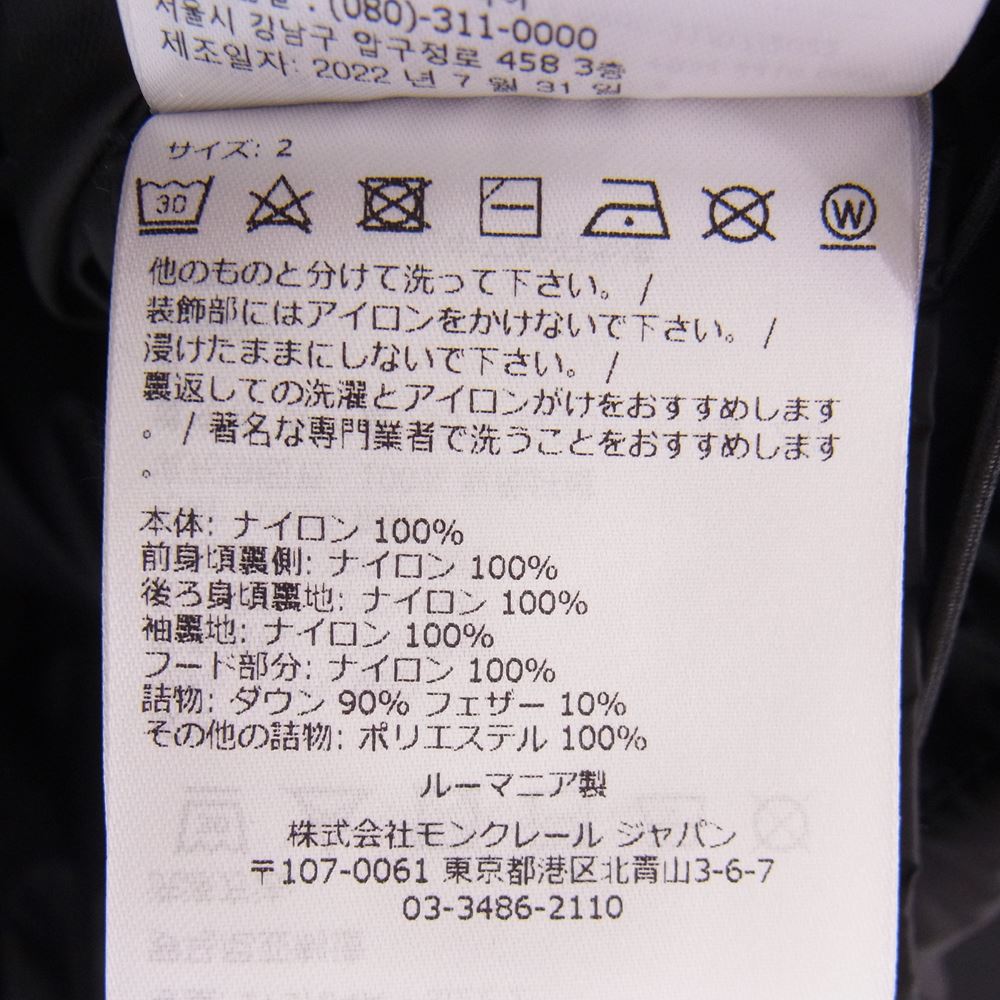 (080)-311-0000
서울시 강남구 압구정로 458 3층
제조일자: 2022 년 7 월 31 일
サイズ: 2
30
W
他のものと分けて洗って下さい。 /
装飾部にはアイロンをかけないで下さい。 /
浸けたままにしないで下さい。 /
裏返しての洗濯とアイロンがけをおすすめします
。 / 著名な専門業者で洗うことをおすすめします
。
本体: ナイロン 100%
前身頃裏側: ナイロン 100%
後ろ身頃裏地: ナイロン 100%
袖裏地: ナイロン 100%
フード部分: ナイロン 100%
詰物: ダウン 90% フェザー 10%
その他の詰物: ポリエステル 100%
ルーマニア製
株式会社モンクレール ジャパン
〒107-0061 東京都港区北青山3-6-7
03-3486-2110